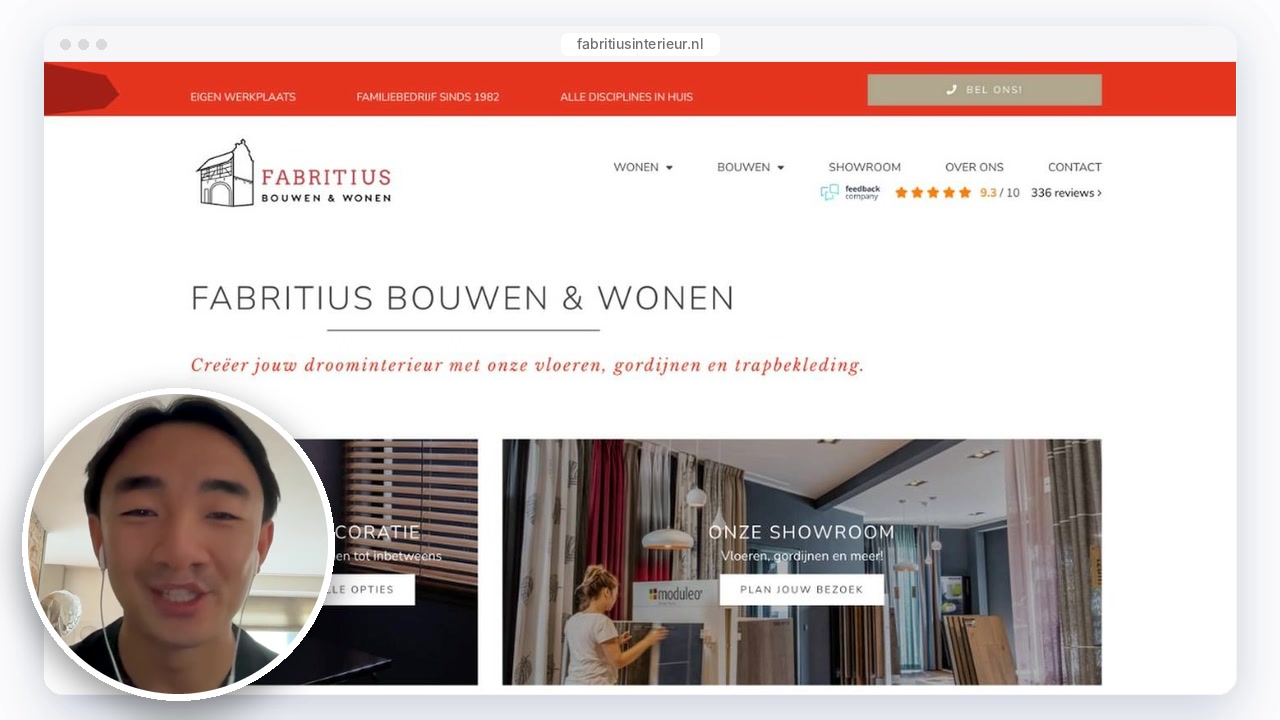 fabritiusinterieur.nl
EIGEN WERKPLAATS
FAMILIEBEDRIJF SINDS 1982
ALLE DISCIPLINES IN HUIS
BEL ONS!
FABRITIUS
BOUWEN & WONEN
WONEN
BOUWEN
SHOWROOM
OVER ONS
CONTACT
feedback
company
9.3 / 10
336 reviews ›
FABRITIUS BOUWEN & WONEN
Creëer jouw droominterieur met onze vloeren, gordijnen en trapbekleding.
CORATIE
en tot inbetweens
LLE OPTIES
ONZE SHOWROOM
Vloeren, gordijnen en meer!
PLAN JOUW BEZOEK
moduleo